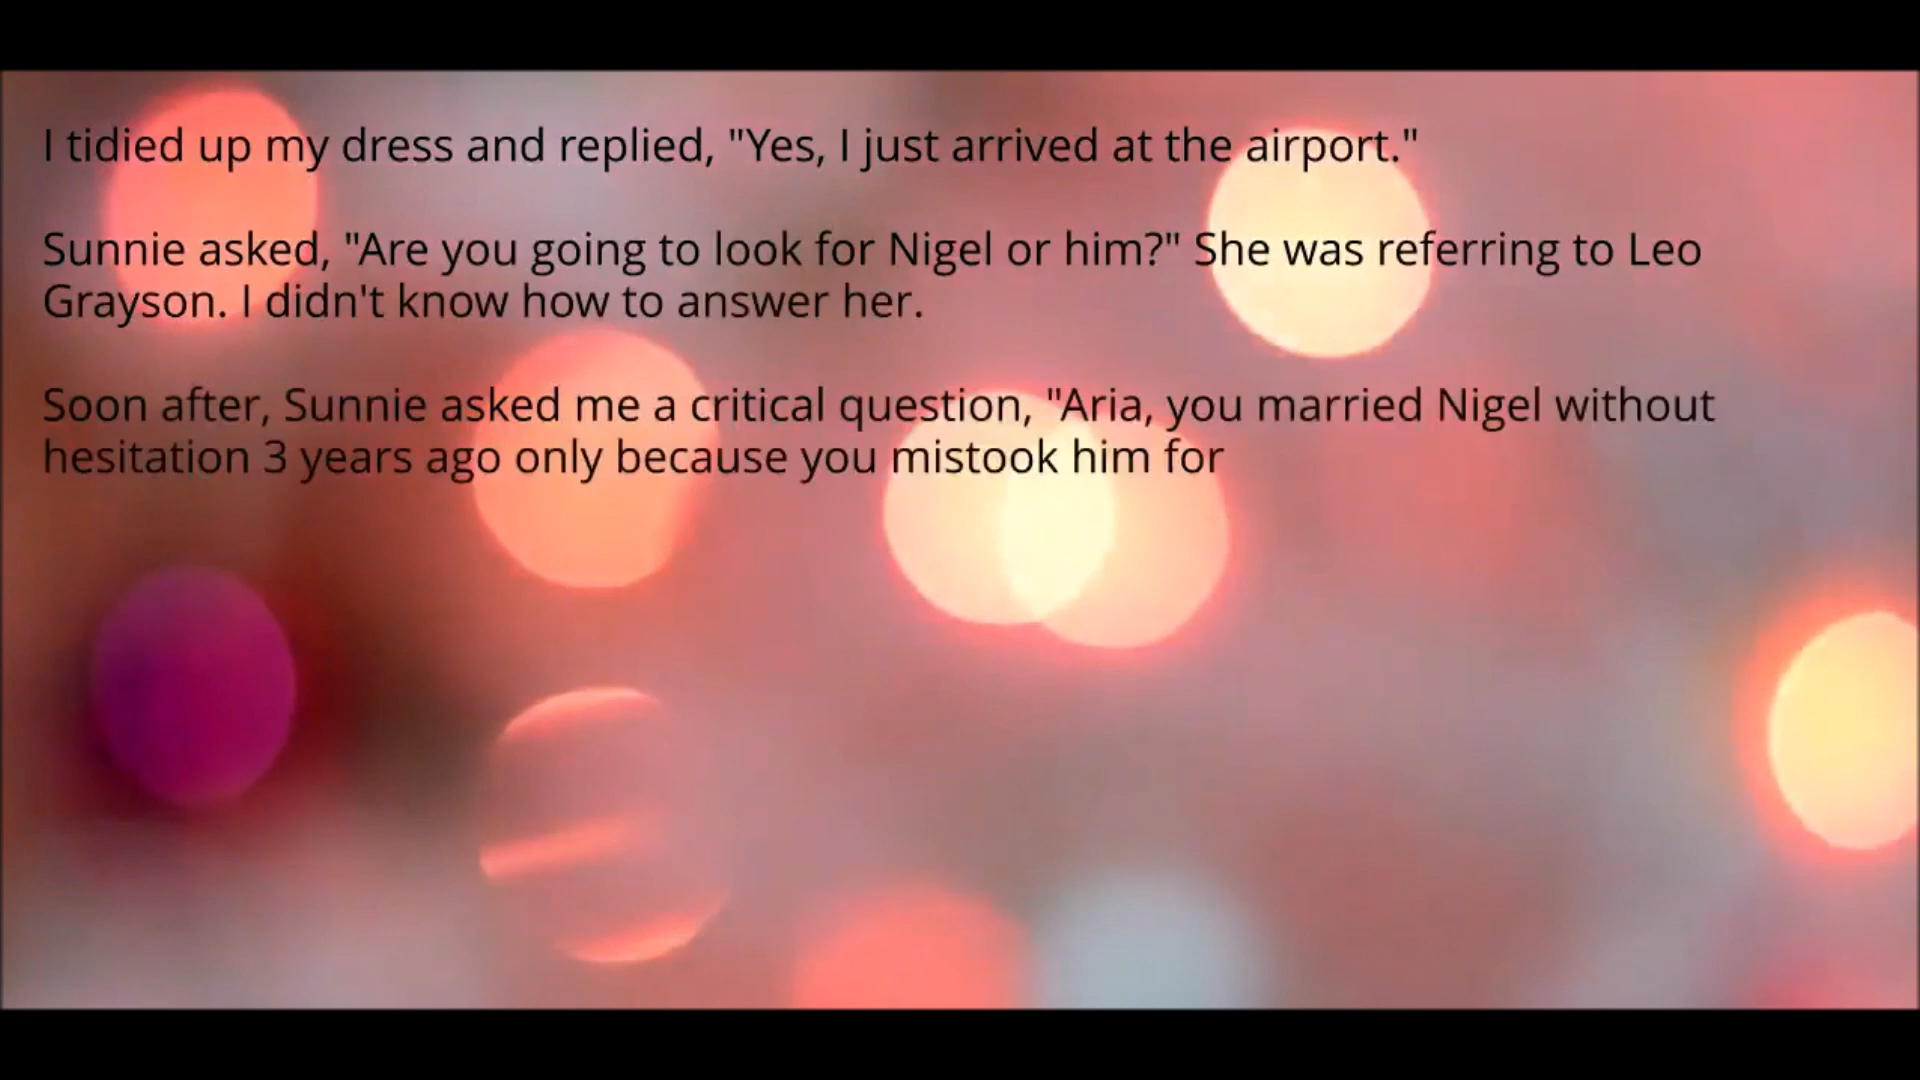 I tidied up my dress and replied, "Yes, I just arrived at the airport."
Sunnie asked, "Are you going to look for Nigel or him?" She was referring to Leo
Grayson. I didn't know how to answer her.
Soon after, Sunnie asked me a critical question, "Aria, you married Nigel without
hesitation 3 years ago only because you mistook him for